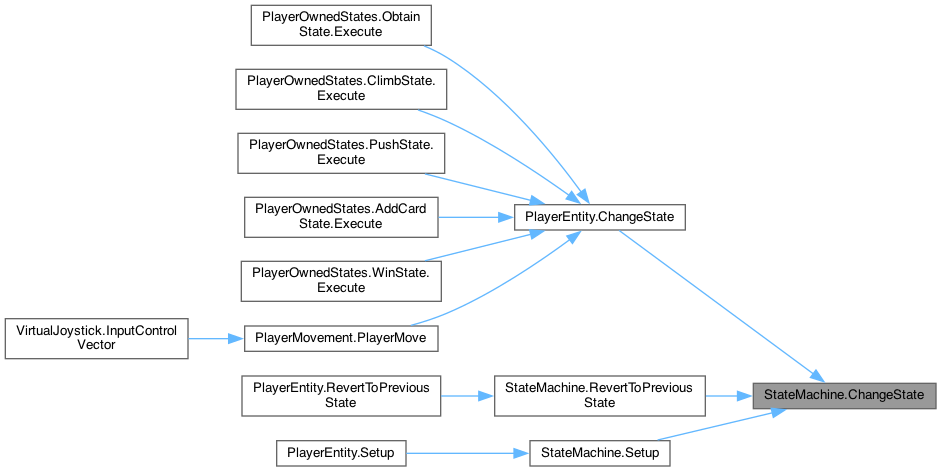 PlayerOwnedStates.Obtain
State.Execute
PlayerOwnedStates.ClimbState.
Execute
PlayerOwnedStates.PushState.
Execute
PlayerOwnedStates.AddCard
State.Execute
PlayerEntity.ChangeState
PlayerOwnedStates.WinState.
Execute
VirtualJoystick.InputControl
Vector
PlayerMovement.PlayerMove
PlayerEntity.RevertToPrevious
State
StateMachine.RevertToPrevious
State
StateMachine.ChangeState
PlayerEntity.Setup
StateMachine.Setup